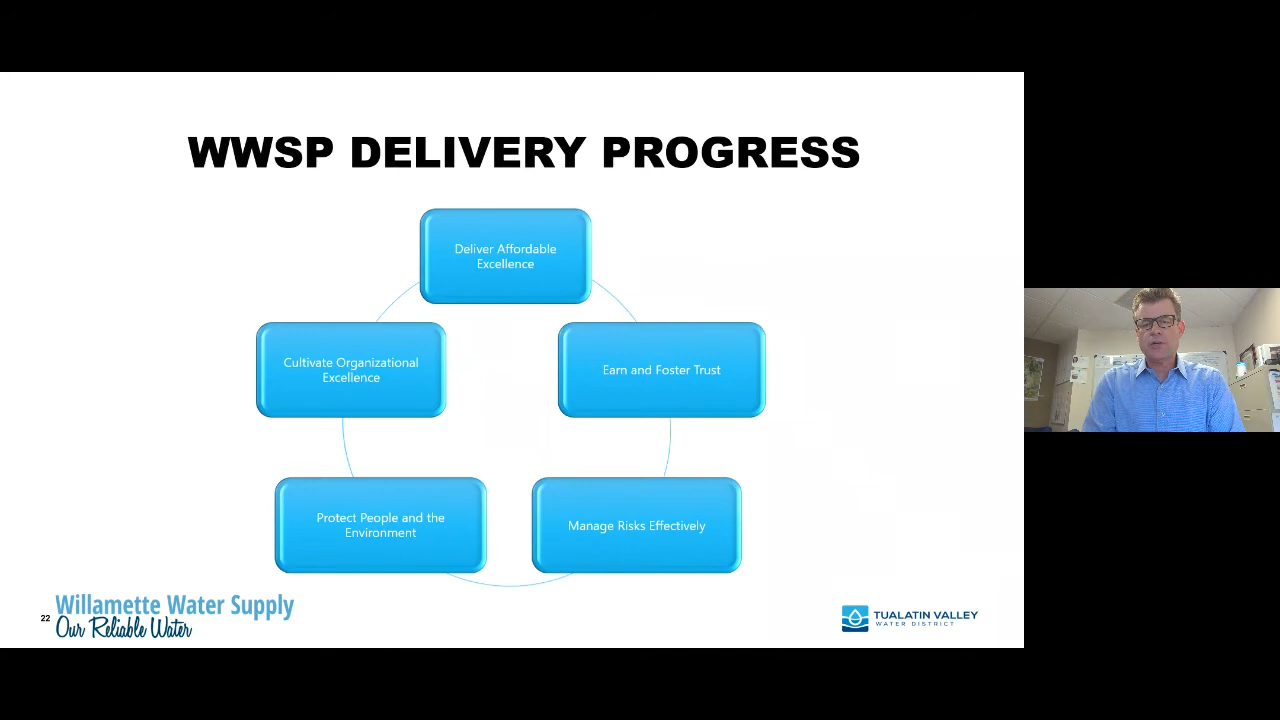 WWSP DELIVERY PROGRESS
Deliver Affordable
Excellence
Cultivate Organizational
Excellence
Earn and Foster Trust
Protect People and the
Environment
Manage Risks Effectively
22
Willamette Water Supply
Our Reliable Water
TUALATIN VALLEY
WATER DISTRICT